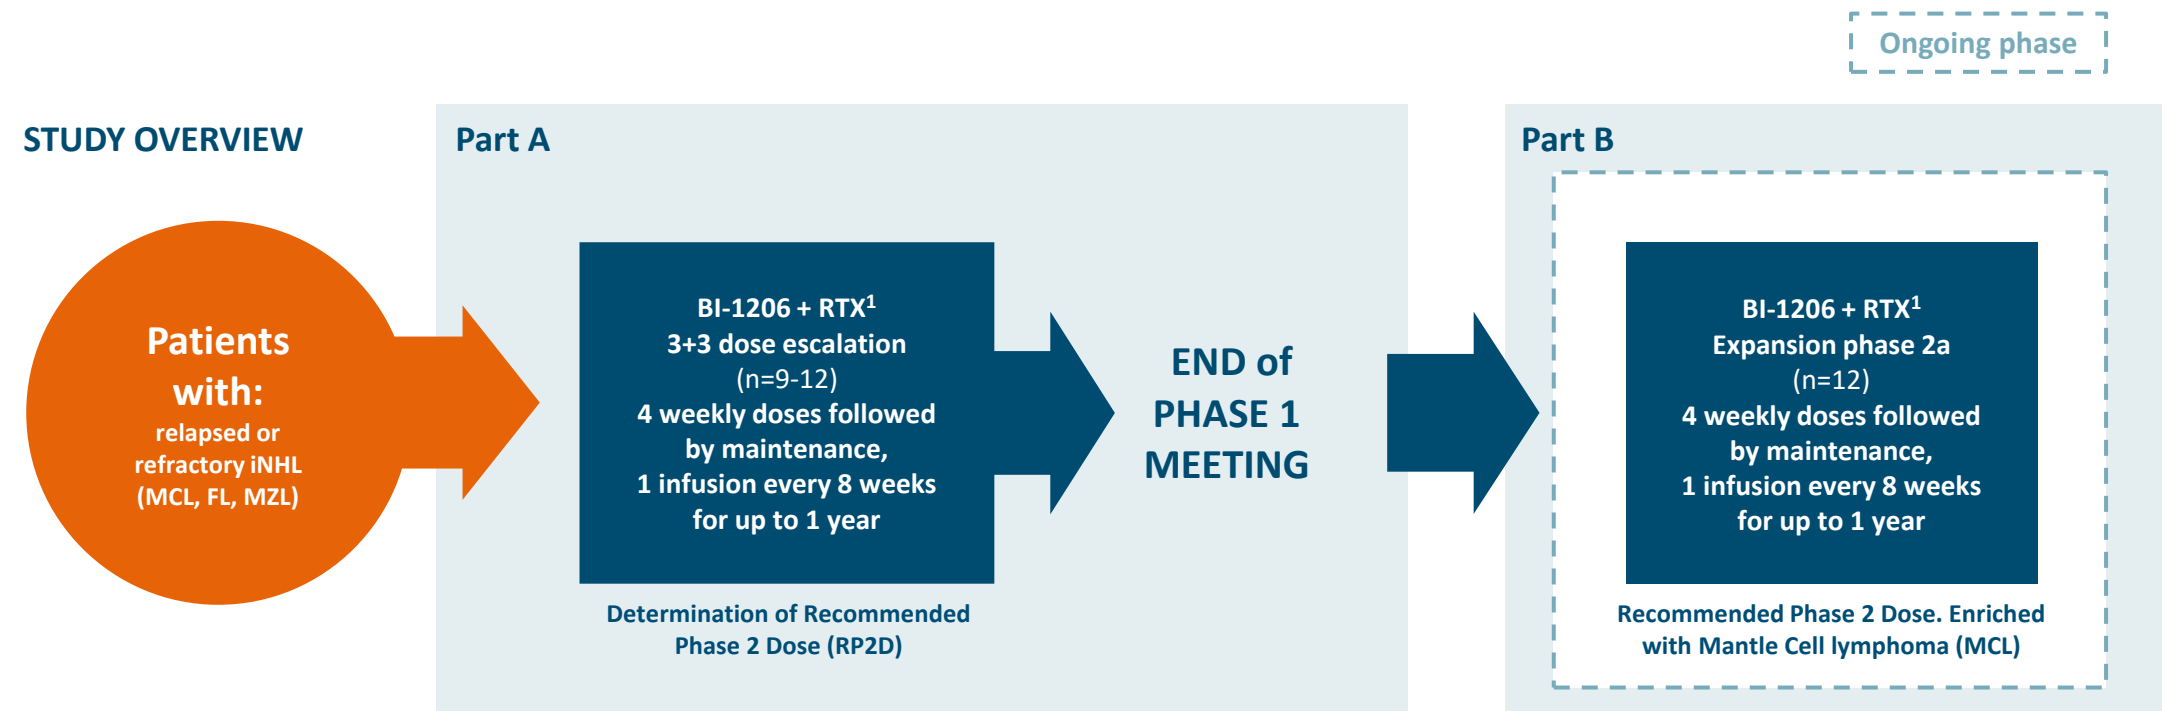 Ongoing phase
STUDY OVERVIEW
Patients
with:
relapsed or
refractory iNHL
(MCL, FL, MZL)
Part A
BI-1206 + RTX¹
3+3 dose escalation
(n=9-12)
4 weekly doses followed
by maintenance,
1 infusion every 8 weeks
for up to 1 year
Determination of Recommended
Phase 2 Dose (RP2D)
END of
PHASE 1
MEETING
Part B
BI-1206 + RTX¹
Expansion phase 2a
(n=12)
4 weekly doses followed
by maintenance,
1 infusion every 8 weeks
for up to 1 year
Recommended Phase 2 Dose. Enriched
with Mantle Cell lymphoma (MCL)